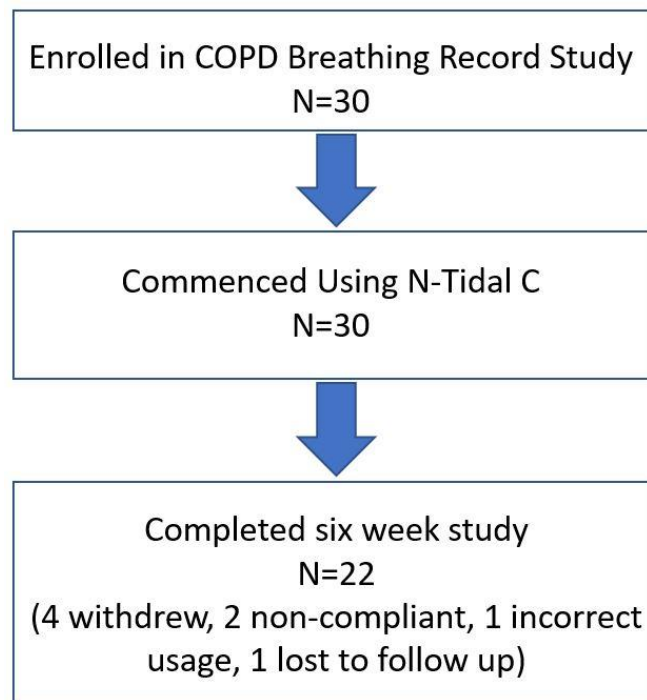 Enrolled in COPD Breathing Record Study
N=30
Commenced Using N-Tidal C
N=30
Completed six week study
N=22
(4 withdrew, 2 non-compliant, 1 incorrect
usage, 1 lost to follow up)